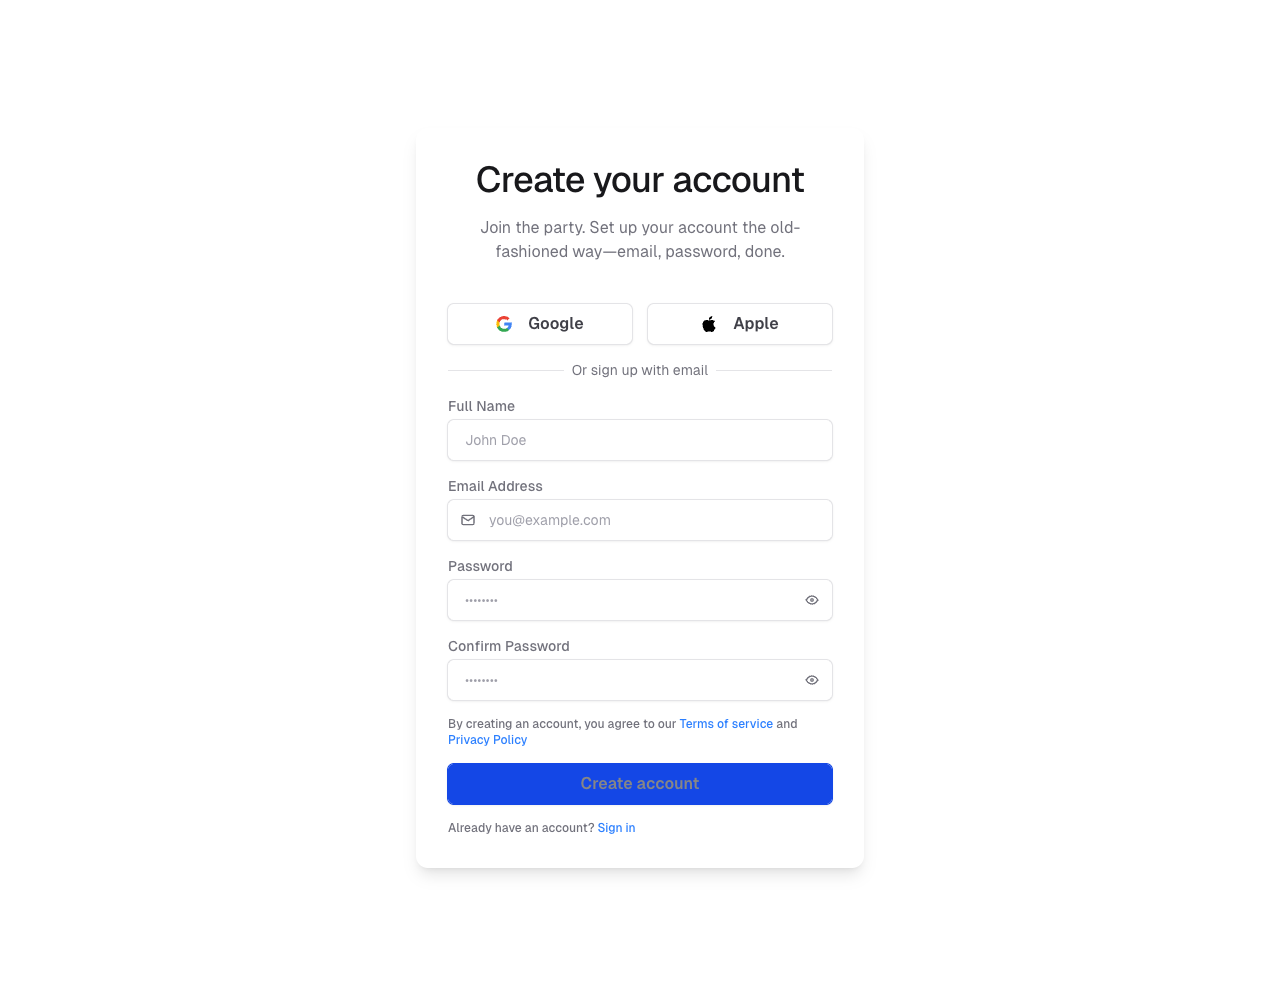 Create your account
Join the party. Set up your account the old-
fashioned way—email, password, done.
Google
Apple
Or sign up with email
Full Name
John Doe
Email Address
you@example.com
Password
••••••••
Confirm Password
••••••••
By creating an account, you agree to our Terms of service and
Privacy Policy
Create account
Already have an account? Sign in